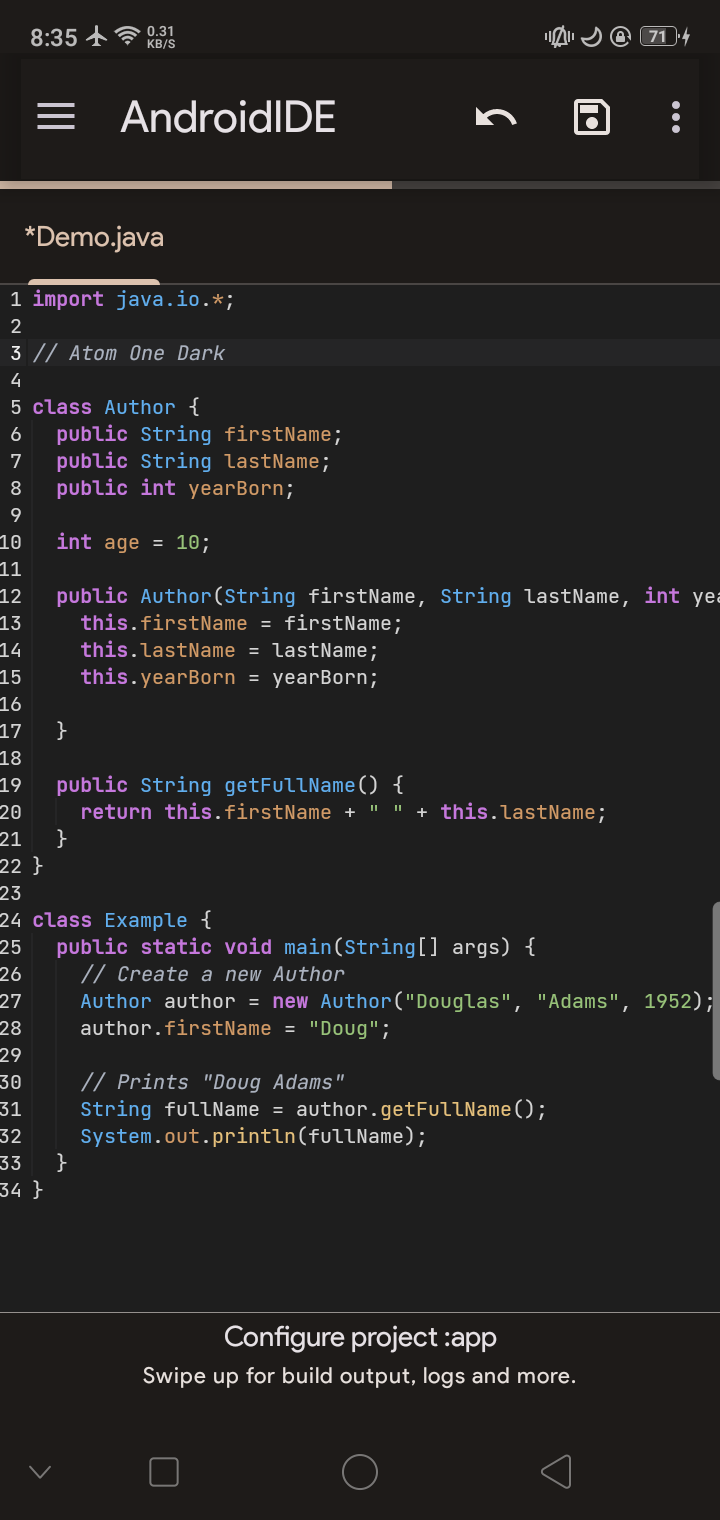 8:35 0.31 KB/S 71
AndroidIDE
*Demo.java
1 import java.io.*;
2
3 // Atom One Dark
4
5 class Author {
6 public String firstName;
7 public String lastName;
8 public int yearBorn;
9
10 int age = 10;
11
12 public Author(String firstName, String lastName, int yea
13 this.firstName = firstName;
14 this.lastName = lastName;
15 this.yearBorn = yearBorn;
16
17 }
18
19 public String getFullName() {
20 return this.firstName + " " + this.lastName;
21 }
22 }
23
24 class Example {
25 public static void main(String[] args) {
26 // Create a new Author
27 Author author = new Author("Douglas", "Adams", 1952);
28 author.firstName = "Doug";
29
30 // Prints "Doug Adams"
31 String fullName = author.getFullName();
32 System.out.println(fullName);
33 }
34 }
Configure project :app
Swipe up for build output, logs and more.